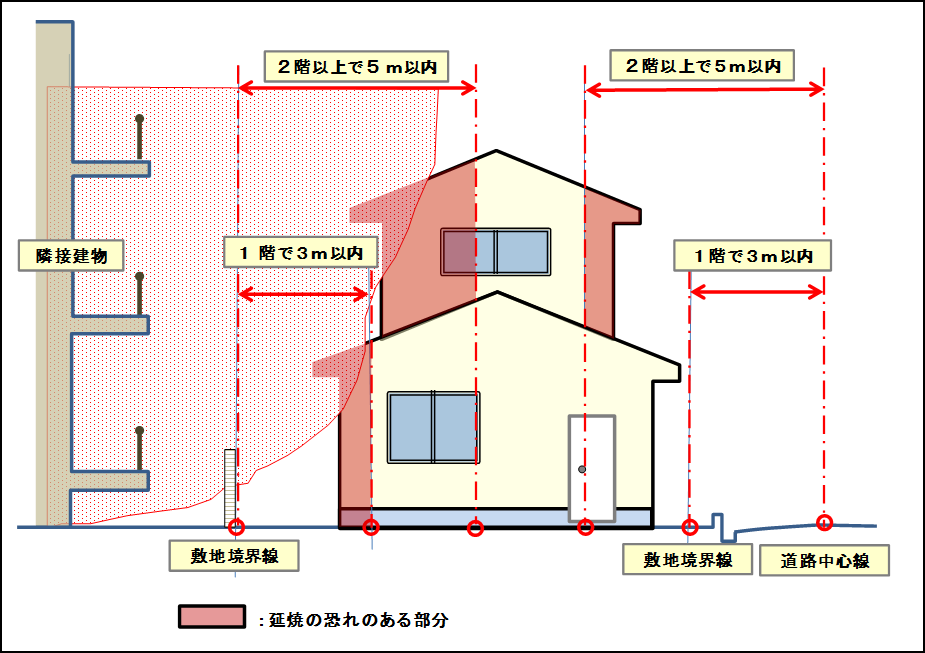 ２階以上で５ｍ以内
２階以上で5ｍ以内
隣接建物
１階で３ｍ以内
１階で３ｍ以内
敷地境界線
敷地境界線
道路中心線
：延焼の恐れのある部分